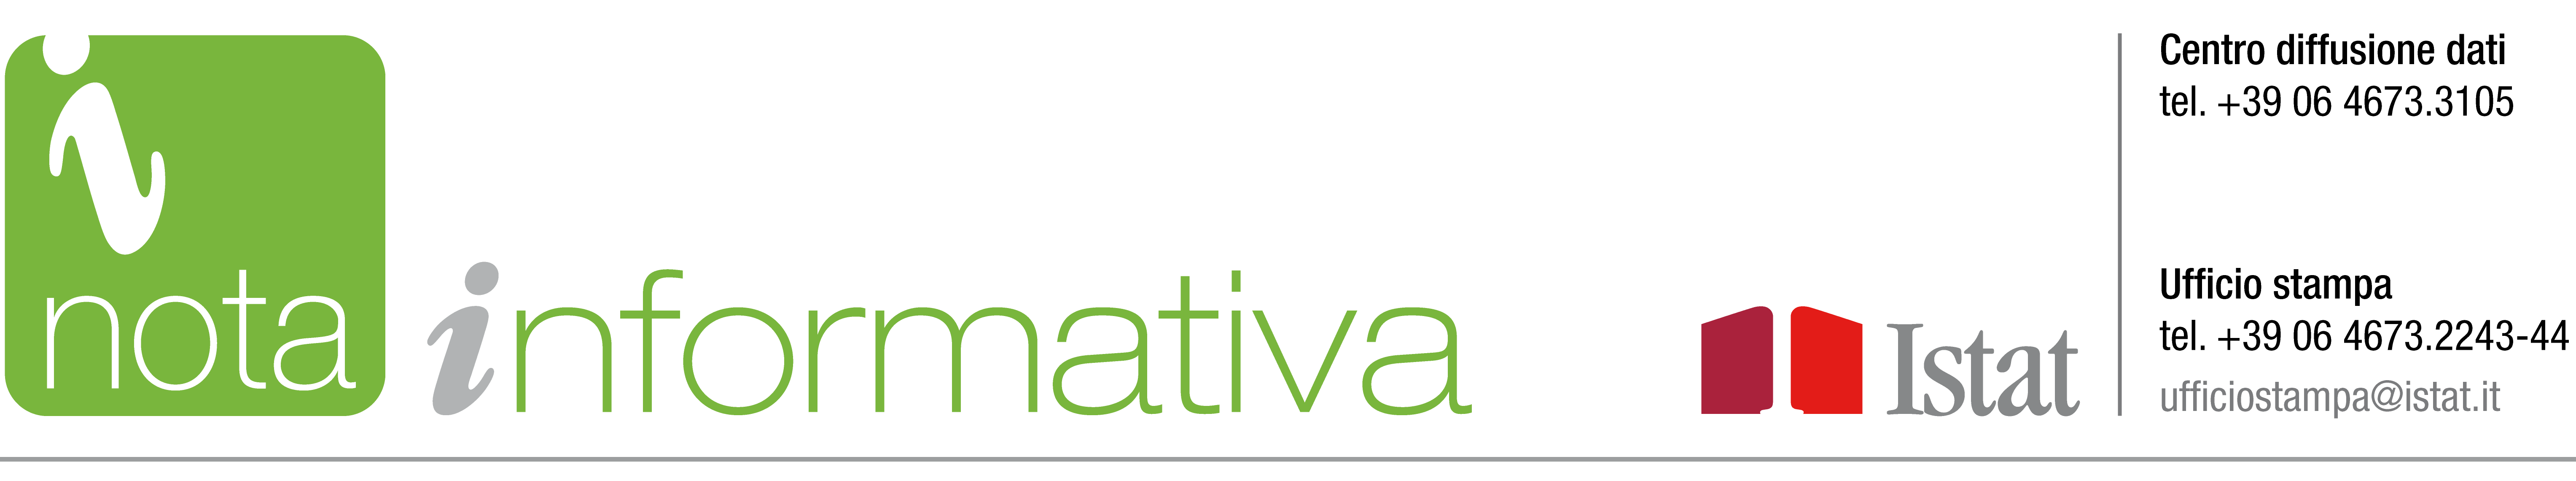 nota informativa
Istat
Centro diffusione dati
tel. +39 06 4673.3105
Ufficio stampa
tel. +39 06 4673.2243-44
ufficiostampa@istat.it